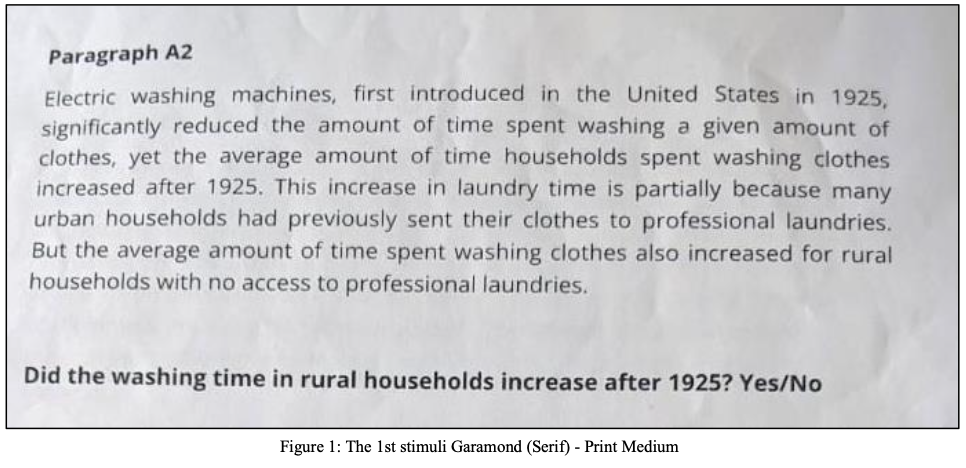 Paragraph A2
Electric washing machines, first introduced in the United States in 1925,
significantly reduced the amount of time spent washing a given amount of
clothes, yet the average amount of time households spent washing clothes
increased after 1925. This increase in laundry time is partially because many
urban households had previously sent their clothes to professional laundries.
But the average amount of time spent washing clothes also increased for rural
households with no access to professional laundries.
Did the washing time in rural households increase after 1925? Yes/No
Figure 1: The 1st stimuli Garamond (Serif) - Print Medium